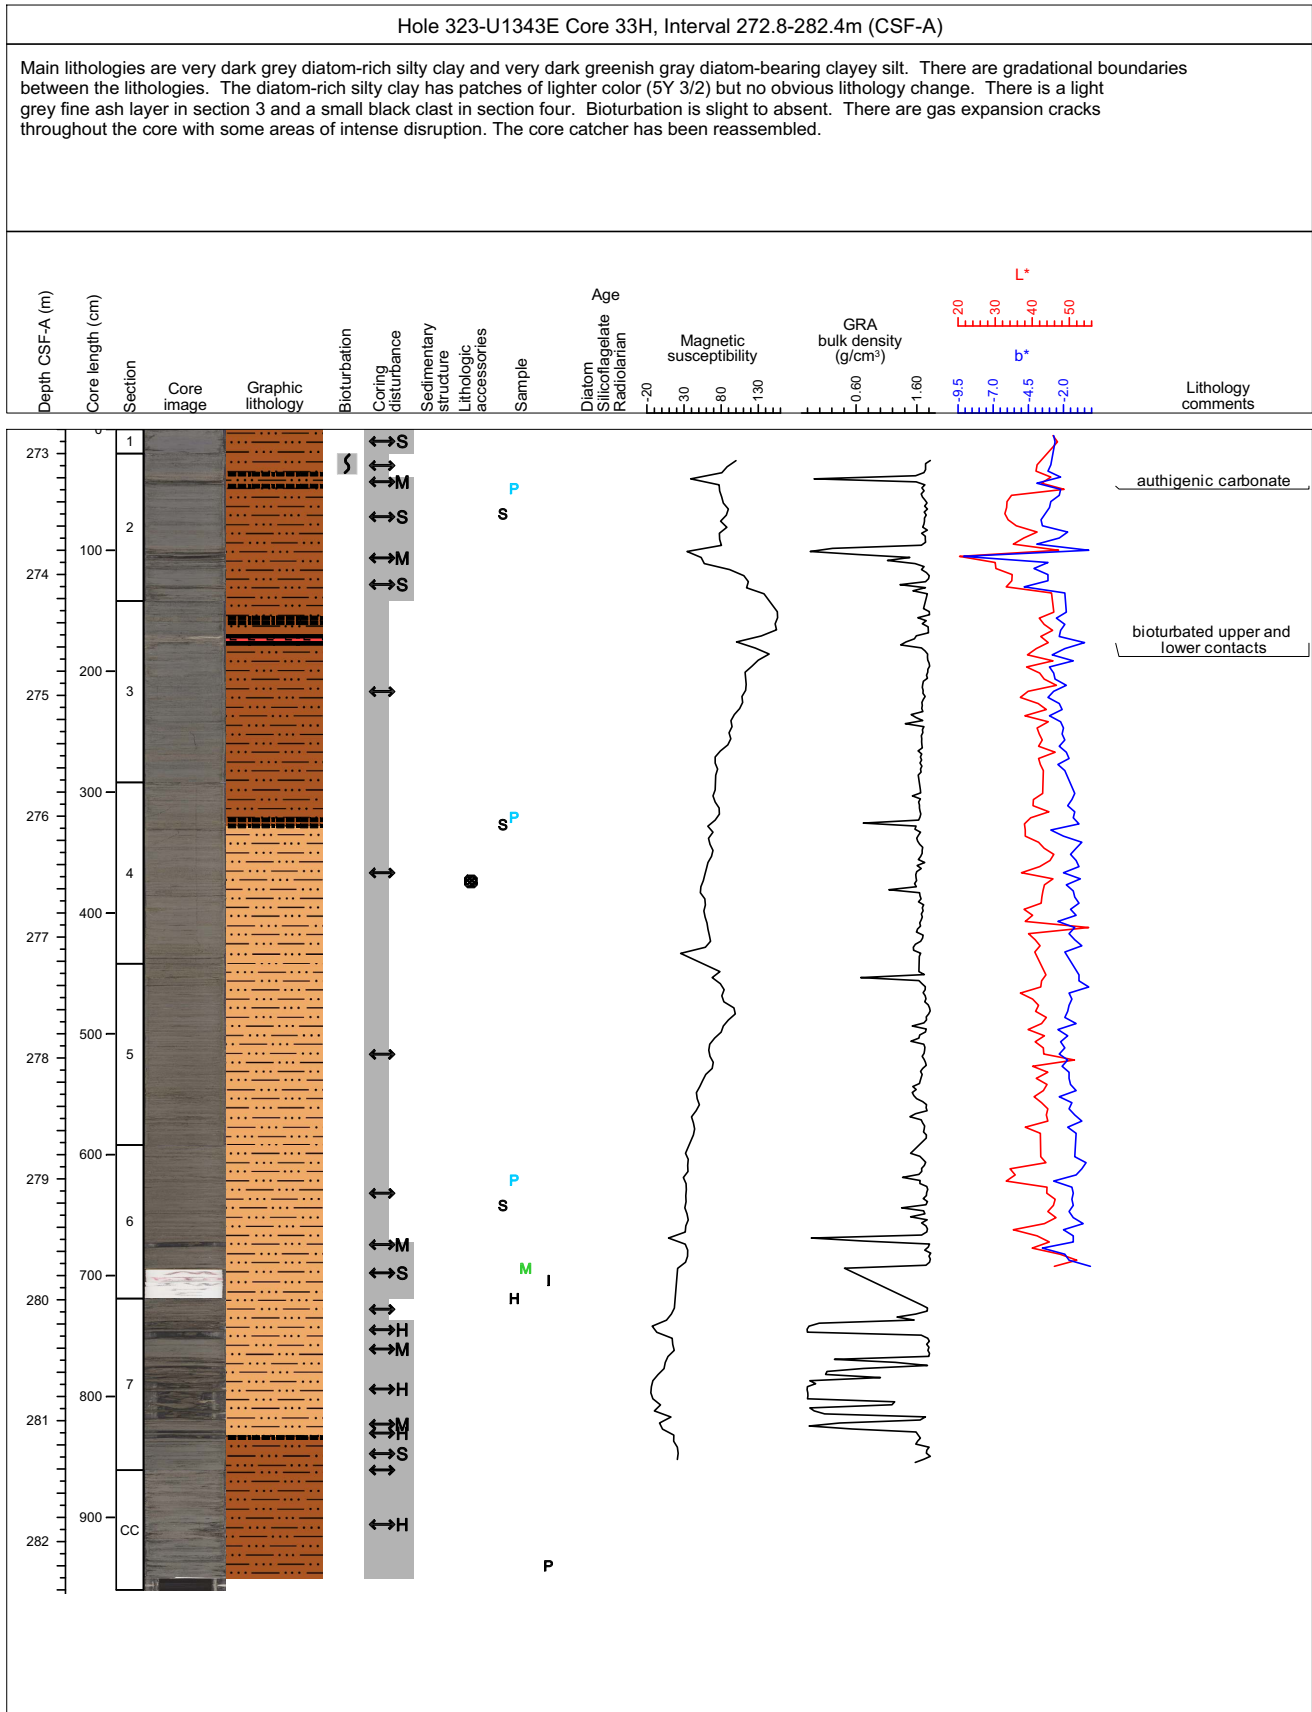 Hole 323-U1343E Core 33H, Interval 272.8-282.4m (CSF-A)
Main lithologies are very dark grey diatom-rich silty clay and very dark greenish gray diatom-bearing clayey silt. There are gradational boundaries
between the lithologies. The diatom-rich silty clay has patches of lighter color (5Y 3/2) but no obvious lithology change. There is a light
grey fine ash layer in section 3 and a small black clast in section four. Bioturbation is slight to absent. There are gas expansion cracks
throughout the core with some areas of intense disruption. The core catcher has been reassembled.
Depth CSF-A (m)
Core length (cm)
Section
Core
image
Graphic
lithology
Bioturbation
Coring
disturbance
Sedimentary
structure
Lithologic
accessories
Sample
Age
Diatom
Silicoflagelate
Radiolarian
Magnetic
susceptibility
-20 30 80 130
GRA
bulk density
(g/cm³)
0.60 1.60
L*
20 30 40 50
b*
-9.5 -7.0 -4.5 -2.0
Lithology
comments
1
S
273
M
P
authigenic carbonate
S
S
2
100
M
274
S
bioturbated upper and
lower contacts
200
275
3
300
276
P
S
4
400
277
500
278
5
600
279
P
S
6
M
M
700
S
I
280
H
H
M
7
H
800
281
M
H
S
900
CC
H
282
P